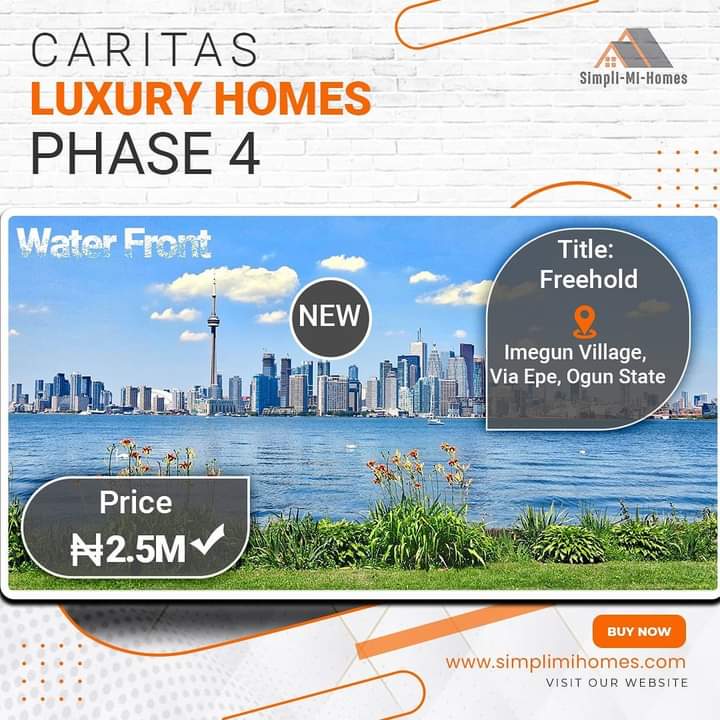 CARITAS
LUXURY HOMES
PHASE 4
Simpli-MI-Homes
Water Front
NEW
Title:
Freehold
Imegun Village,
Via Epe, Ogun State
Price
₦2.5M
BUY NOW
www.simplimihomes.com
VISIT OUR WEBSITE